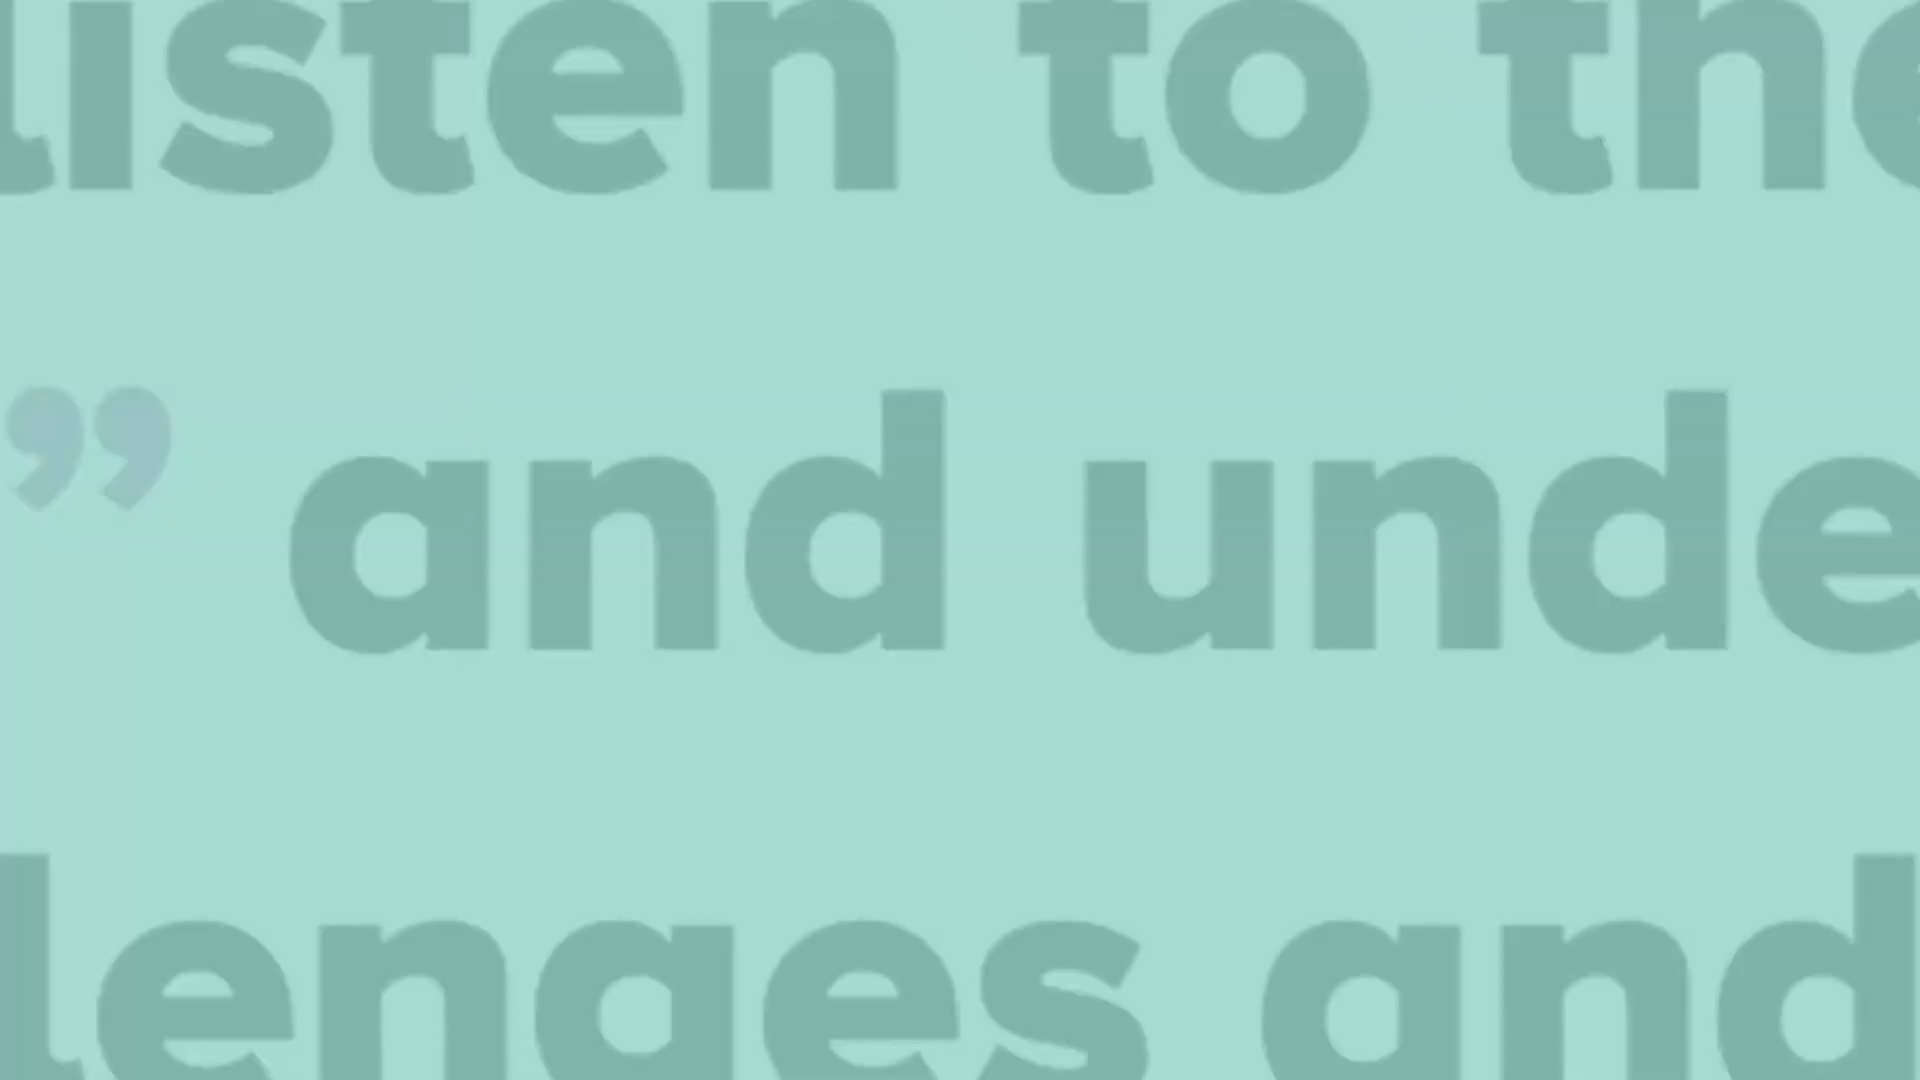 listen to the
” and unde
lenges and